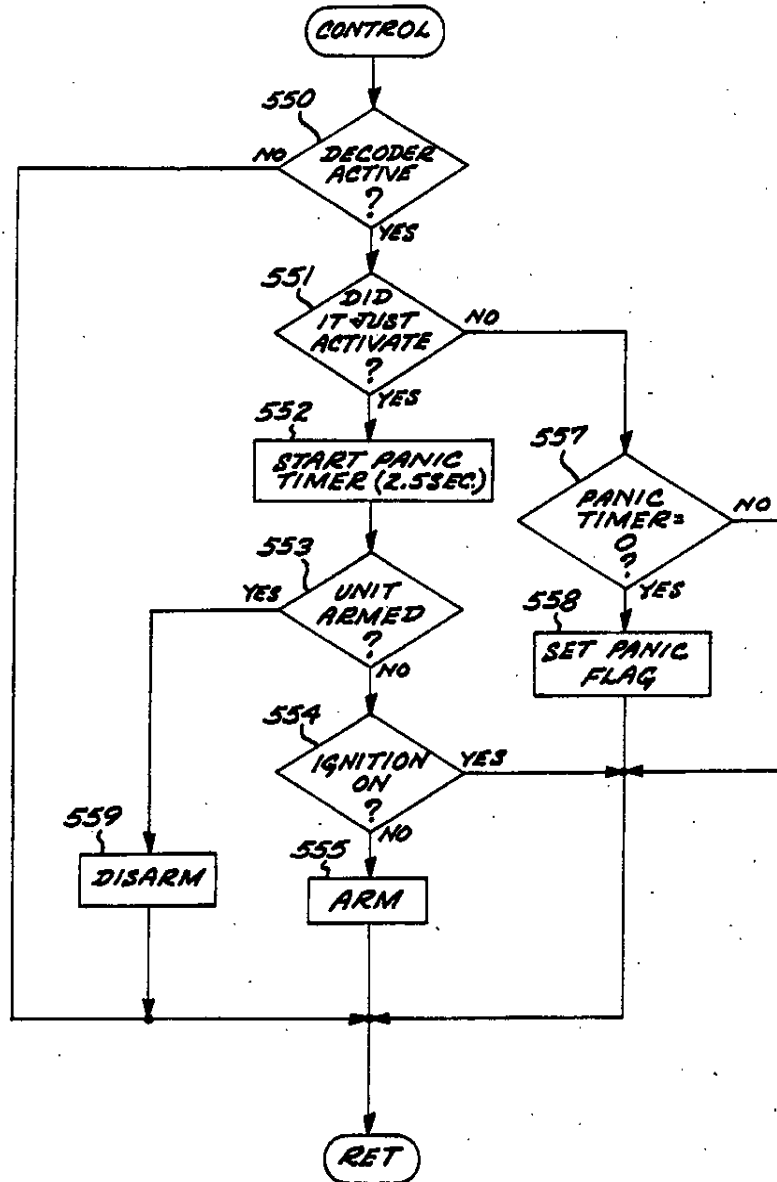 CONTROL
550
NO
DECODER
ACTIVE
?
YES
551
DID
IT JUST
ACTIVATE
?
NO
YES
552
START PANIC
TIMER (2.5SEC.)
557
PANIC
TIMER=
0
?
NO
YES
553
YES
UNIT
ARMED
?
NO
558
SET PANIC
FLAG
554
IGNITION
ON
?
YES
NO
559
DISARM
555
ARM
RET